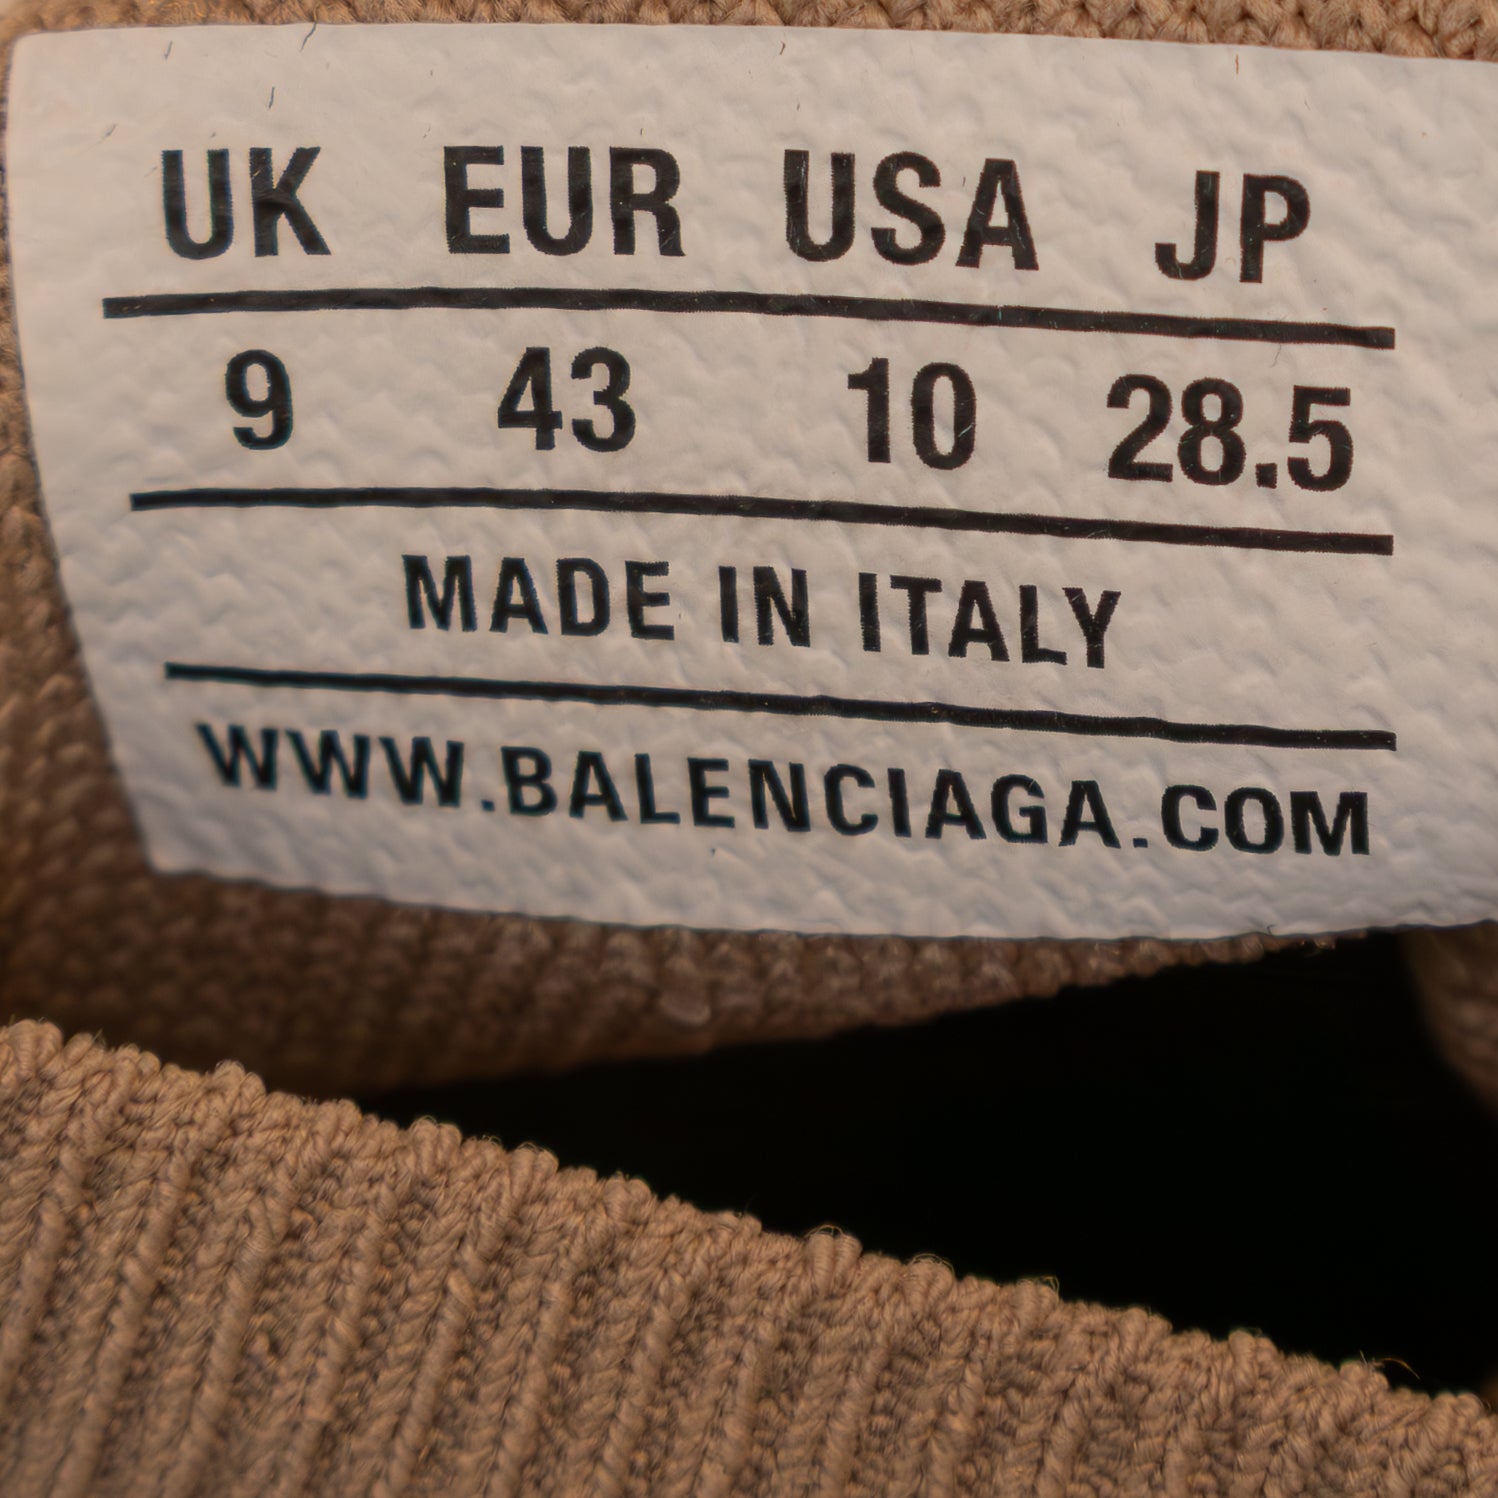 UK EUR USA JP
9 43 10 28.5
MADE IN ITALY
WWW.BALENCIAGA.COM